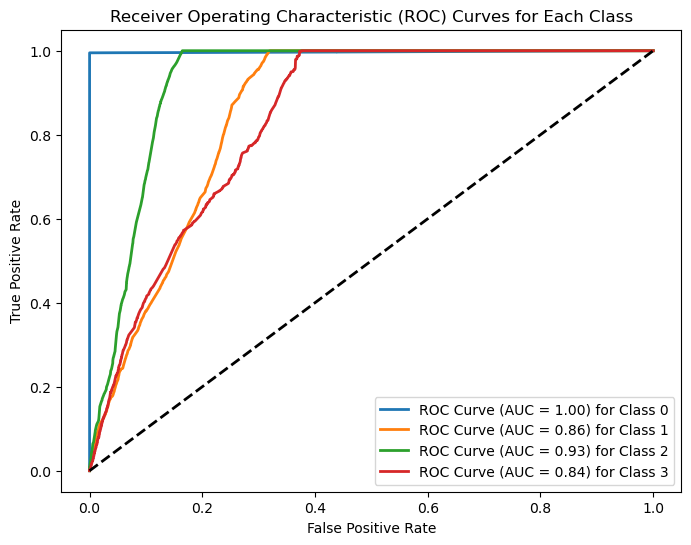 Receiver Operating Characteristic (ROC) Curves for Each Class
1.0
0.8
0.6
0.4
0.2
0.0
True Positive Rate
ROC Curve (AUC = 1.00) for Class 0
ROC Curve (AUC = 0.86) for Class 1
ROC Curve (AUC = 0.93) for Class 2
ROC Curve (AUC = 0.84) for Class 3
0.0 0.2 0.4 0.6 0.8 1.0
False Positive Rate